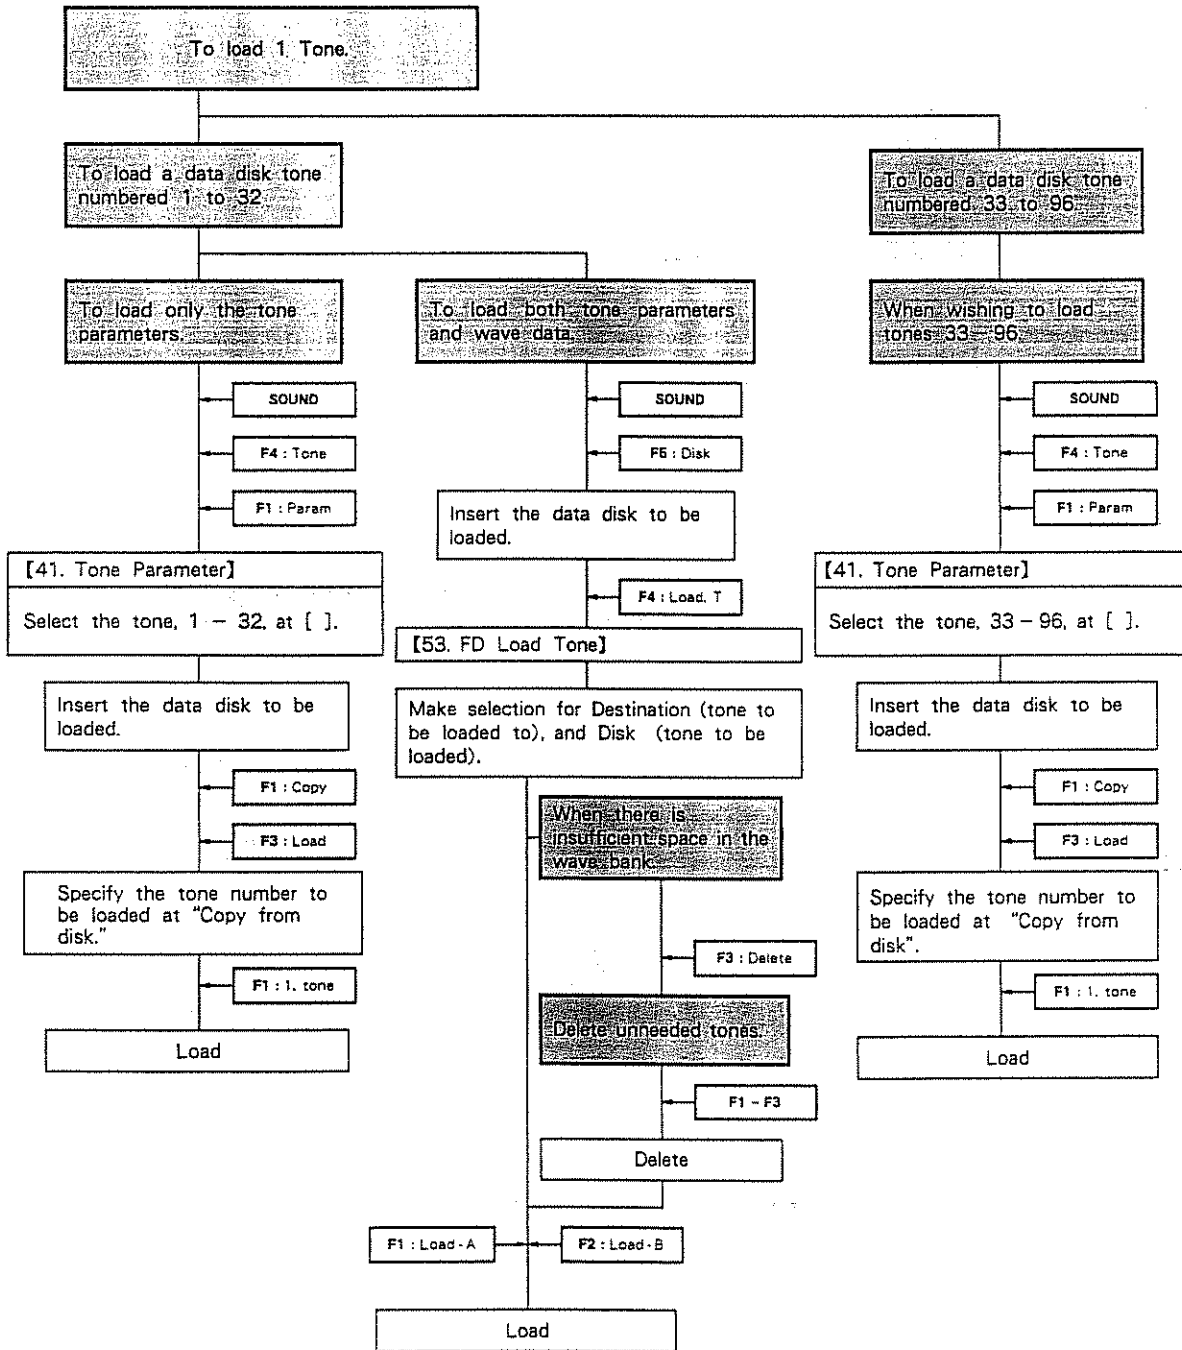 To load 1 Tone.
To load a data disk tone
numbered 1 to 32
To load a data disk tone
numbered 33 to 96.
To load only the tone
parameters.
To load both tone parameters
and wave data.
When wishing to load
tones 33 – 96.
SOUND
SOUND
SOUND
F4 : Tone
F5 : Disk
F4 : Tone
F1 : Param
Insert the data disk to be
loaded.
F1 : Param
【41. Tone Parameter】
Select the tone, 1 – 32, at [ ].
F4 : Load. T
【53. FD Load Tone】
【41. Tone Parameter】
Select the tone, 33 – 96, at [ ].
Insert the data disk to be
loaded.
Make selection for Destination (tone to
be loaded to), and Disk (tone to be
loaded).
Insert the data disk to be
loaded.
F1 : Copy
F3 : Load
When there is
insufficient space in the
wave bank.
F1 : Copy
F3 : Load
Specify the tone number to
be loaded at “Copy from
disk.”
Specify the tone number to
be loaded at “Copy from
disk”.
F3 : Delete
F1 : 1. tone
F1 : 1. tone
Load
Delete unneeded tones.
Load
F1 – F3
Delete
F1 : Load - A
F2 : Load - B
Load